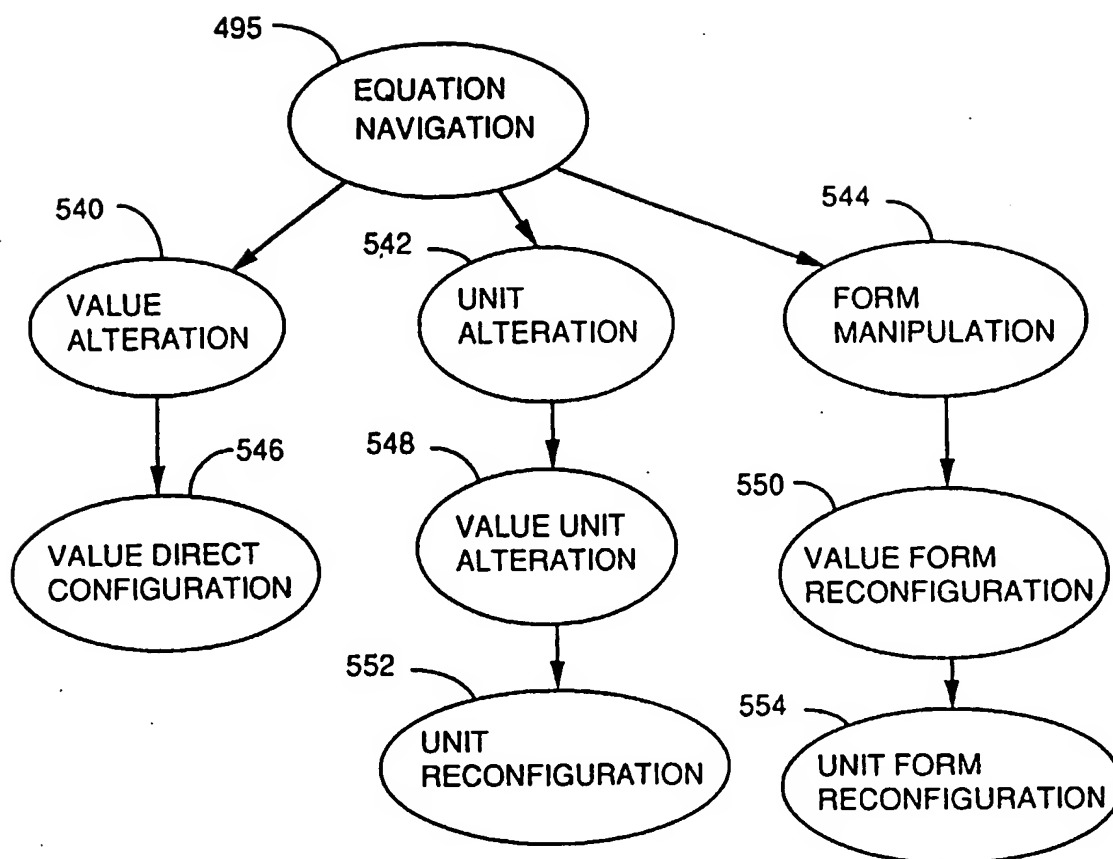 495
EQUATION
NAVIGATION
540
VALUE
ALTERATION
542
UNIT
ALTERATION
544
FORM
MANIPULATION
546
VALUE DIRECT
CONFIGURATION
548
VALUE UNIT
ALTERATION
550
VALUE FORM
RECONFIGURATION
552
UNIT
RECONFIGURATION
554
UNIT FORM
RECONFIGURATION